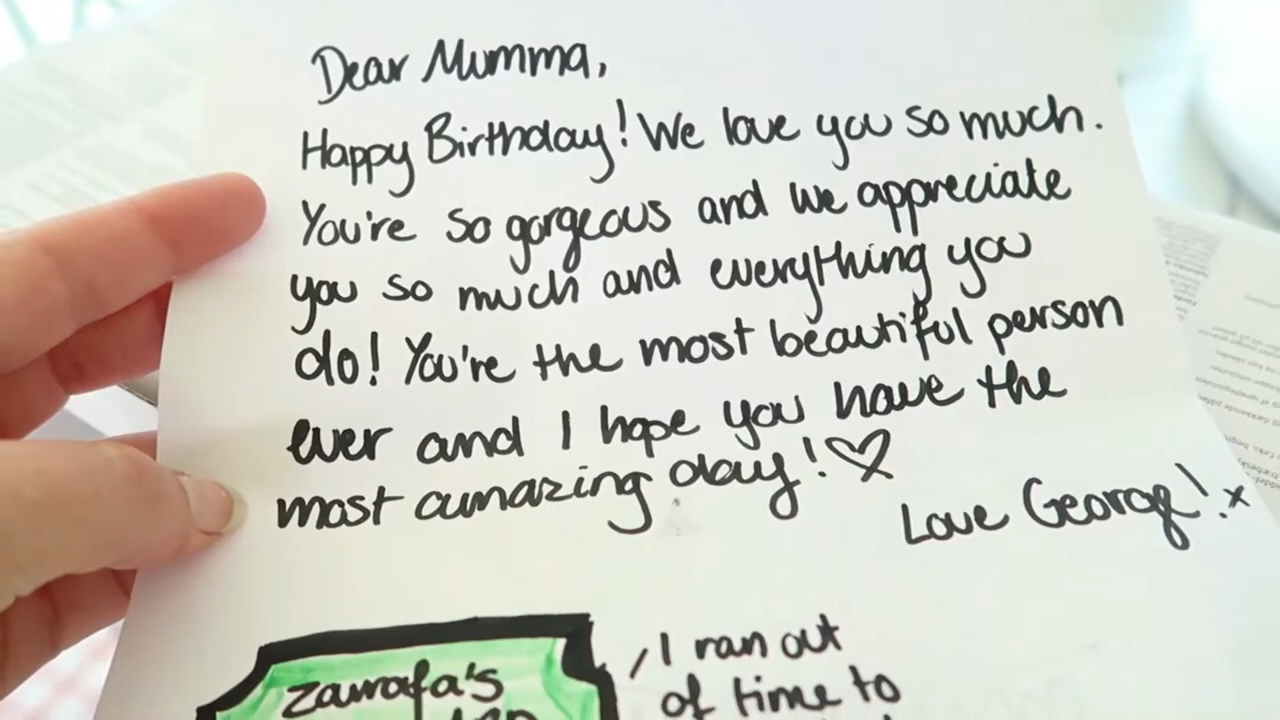 Dear Mumma,
Happy Birthday! We love you so much.
You're so gorgeous and we appreciate
you so much and everything you
do! You're the most beautiful person
ever and I hope you have the
most amazing day! ♡
Love George! x
zawafa's
I ran out
of time to